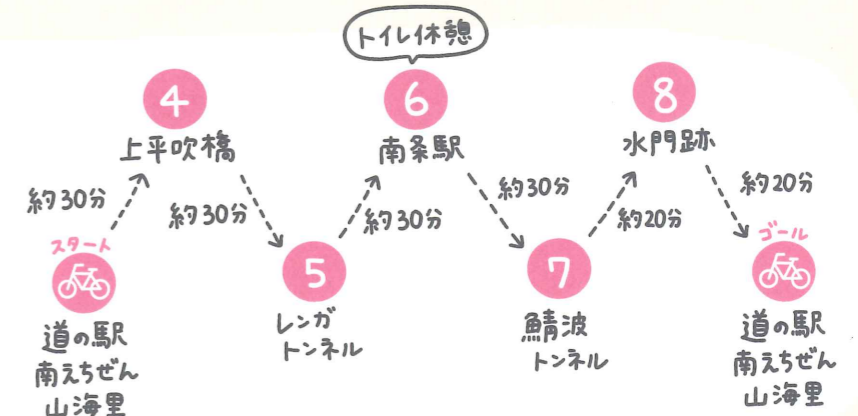 トイレ休憩
4
上平吹橋
6
南条駅
8
水門跡
約30分
約30分
約30分
約30分
約20分
約20分
スタート
道の駅
南えちぜん
山海里
5
レンガ
トンネル
7
鯖波
トンネル
ゴール
道の駅
南えちぜん
山海里